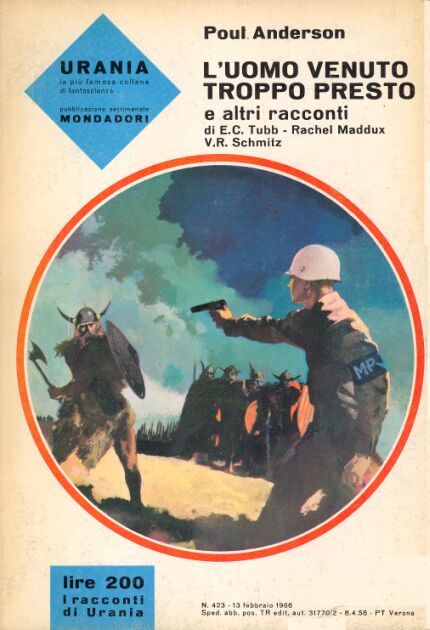 URANIA
la più famosa collana
di fantascienza
pubblicazione settimanale
MONDADORI
Poul Anderson
L'UOMO VENUTO
TROPPO PRESTO
e altri racconti
di E.C. Tubb - Rachel Maddux
V.R. Schmitz
MP
lire 200
I racconti
di Urania
N. 423 - 13 febbraio 1966
Sped. abb. pos. TR edit. aut. 31770/2 - 8.4.58 - PT Verona